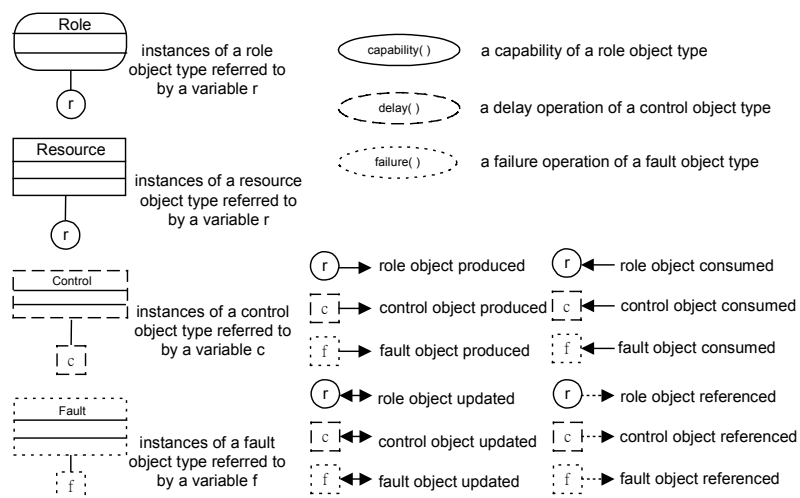 Role
instances of a role
object type referred to
by a variable r
r
Resource
instances of a resource
object type referred to
by a variable r
r
Control
instances of a control
object type referred to
by a variable c
c
Fault
instances of a fault
object type referred to
by a variable f
f
capability( )
a capability of a role object type
delay( )
a delay operation of a control object type
failure( )
a failure operation of a fault object type
r role object produced
c control object produced
f fault object produced
r role object updated
c control object updated
f fault object updated
r role object consumed
c control object consumed
f fault object consumed
r role object referenced
c control object referenced
f fault object referenced